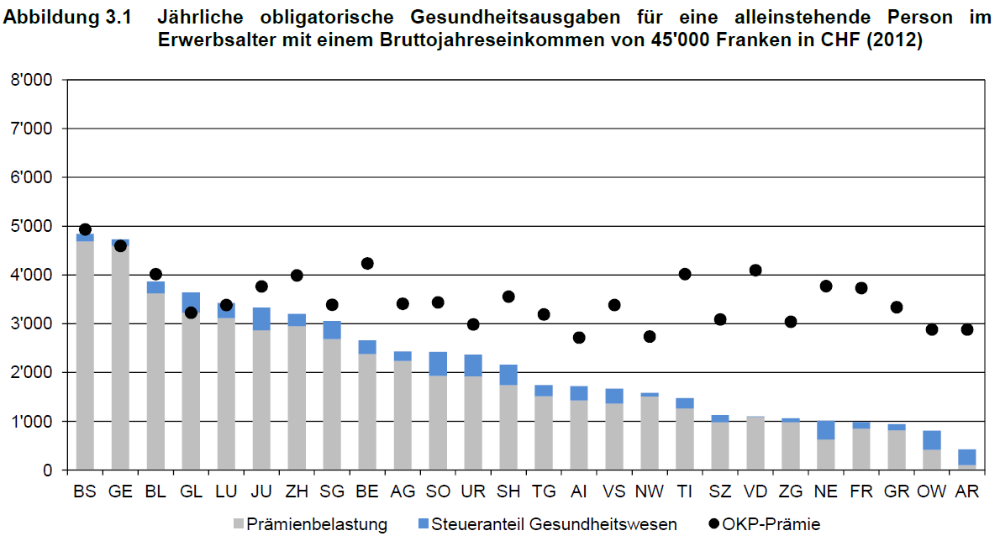 Abbildung 3.1 Jährliche obligatorische Gesundheitsausgaben für eine alleinstehende Person im
Erwerbsalter mit einem Bruttojahreseinkommen von 45'000 Franken in CHF (2012)
8'000
7'000
6'000
5'000
4'000
3'000
2'000
1'000
0
BS GE BL GL LU JU ZH SG BE AG SO UR SH TG AI VS NW TI SZ VD ZG NE FR GR OW AR
Prämienbelastung Steueranteil Gesundheitswesen OKP-Prämie